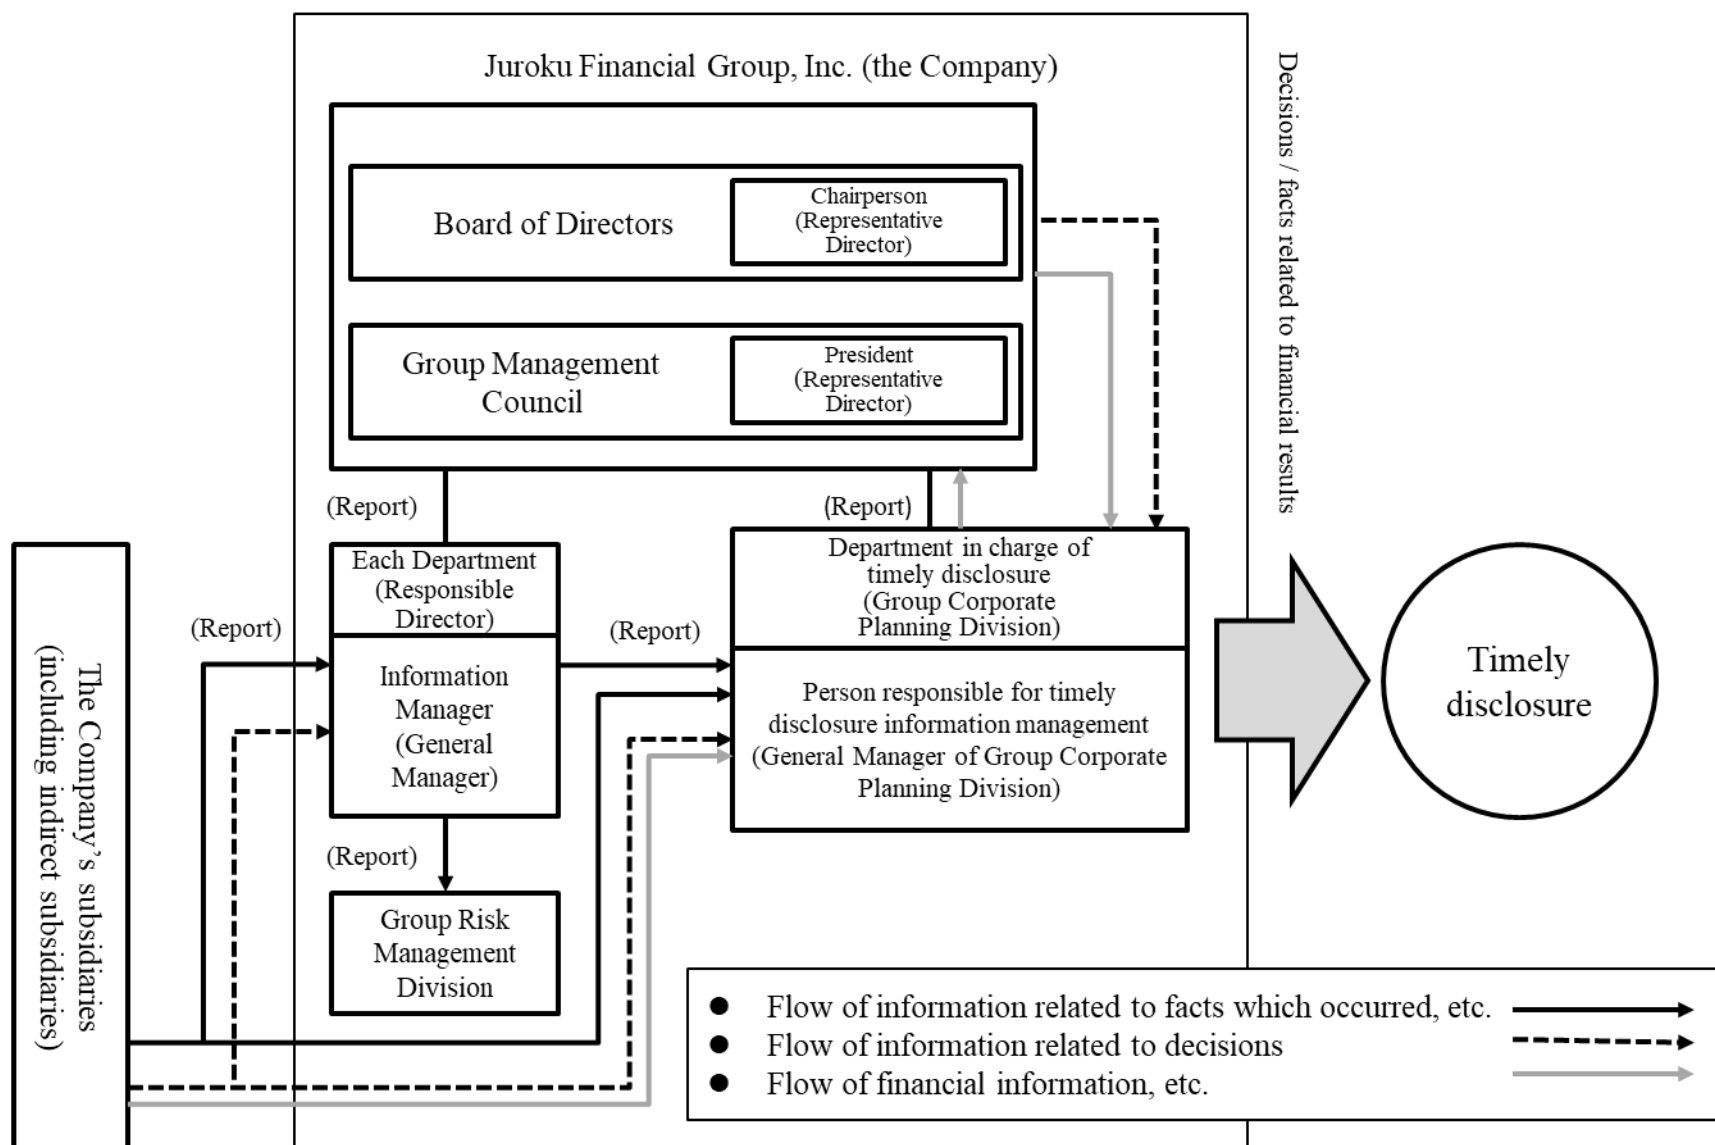 Juroku Financial Group, Inc. (the Company)
Board of Directors
Chairperson
(Representative
Director)
Group Management
Council
President
(Representative
Director)
(Report)
(Report)
Each Department
(Responsible
Director)
Information
Manager
(General
Manager)
(Report)
(Report)
Department in charge of
timely disclosure
(Group Corporate
Planning Division)
Person responsible for timely
disclosure information management
(General Manager of Group Corporate
Planning Division)
(Report)
Group Risk
Management
Division
The Company’s subsidiaries
(including indirect subsidiaries)
Decisions / facts related to financial results
Timely
disclosure
● Flow of information related to facts which occurred, etc.
● Flow of information related to decisions
● Flow of financial information, etc.